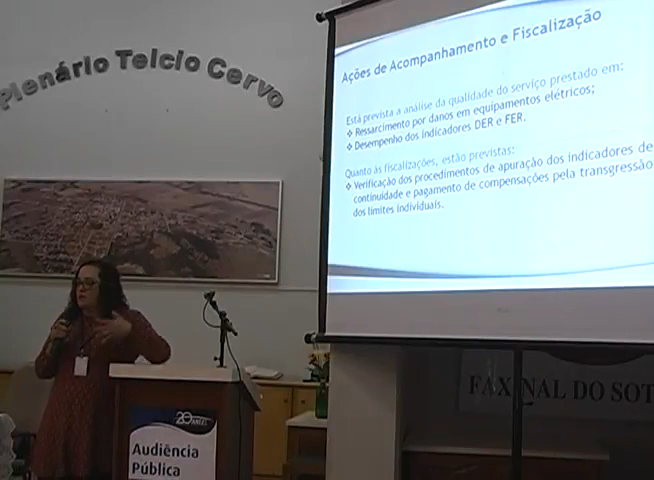 Plenário Telcio Cervo
Ações de Acompanhamento e Fiscalização
Está prevista a análise da qualidade do serviço prestado em:
❖ Ressarcimento por danos em equipamentos elétricos;
❖ Desempenho dos indicadores DER e FER.
Quanto às fiscalizações, estão previstas:
❖ Verificação dos procedimentos de apuração dos indicadores de
continuidade e pagamento de compensações pela transgressão
dos limites individuais.
FAXINAL DO SOT
20 ANEEL
Audiência
Pública